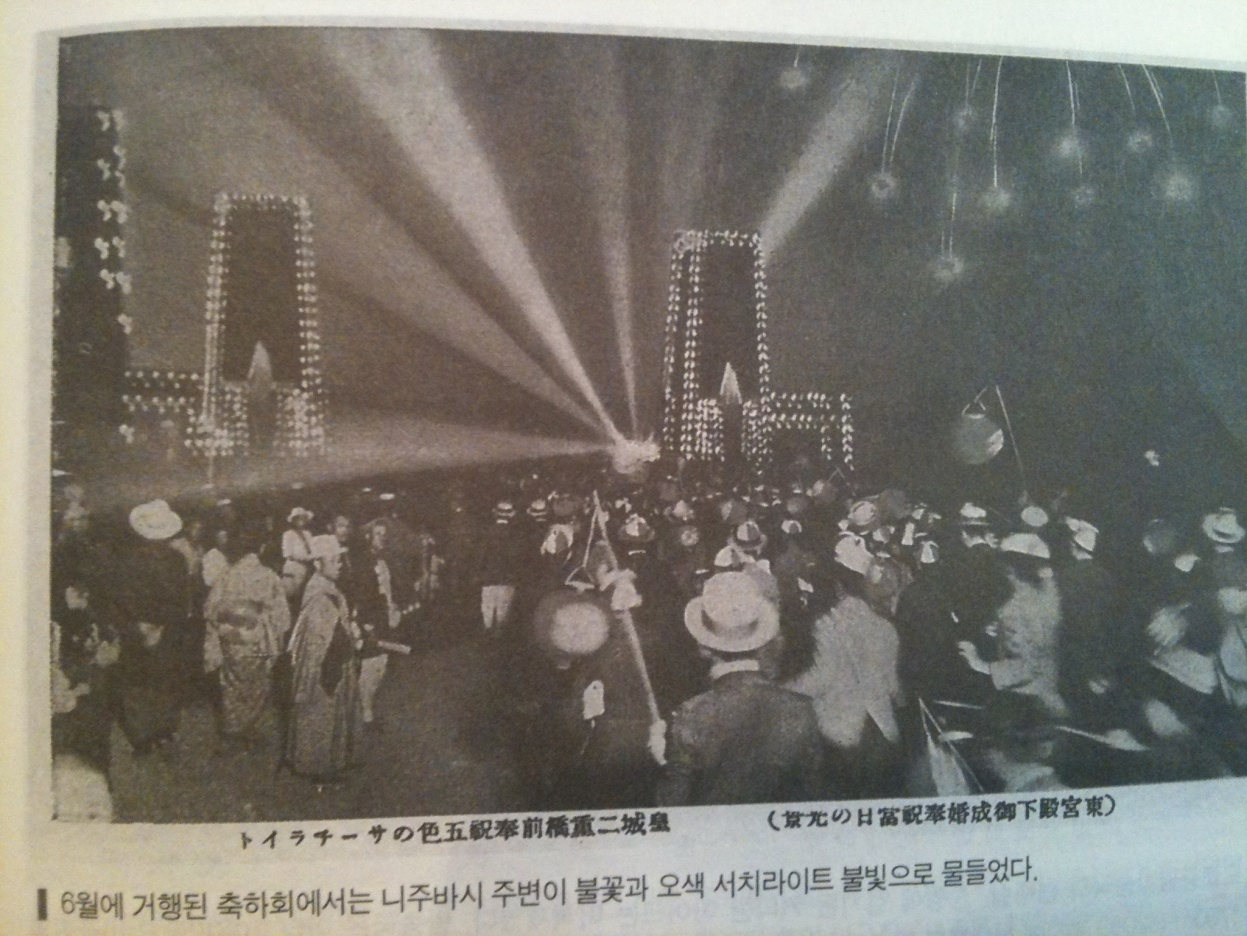 (東宮殿下御成婚奉祝當日の光景) 皇城二重橋前奉祝五色のサーチライト
6월에 거행된 축하회에서는 니주바시 주변이 불꽃과 오색 서치라이트 불빛으로 물들었다.